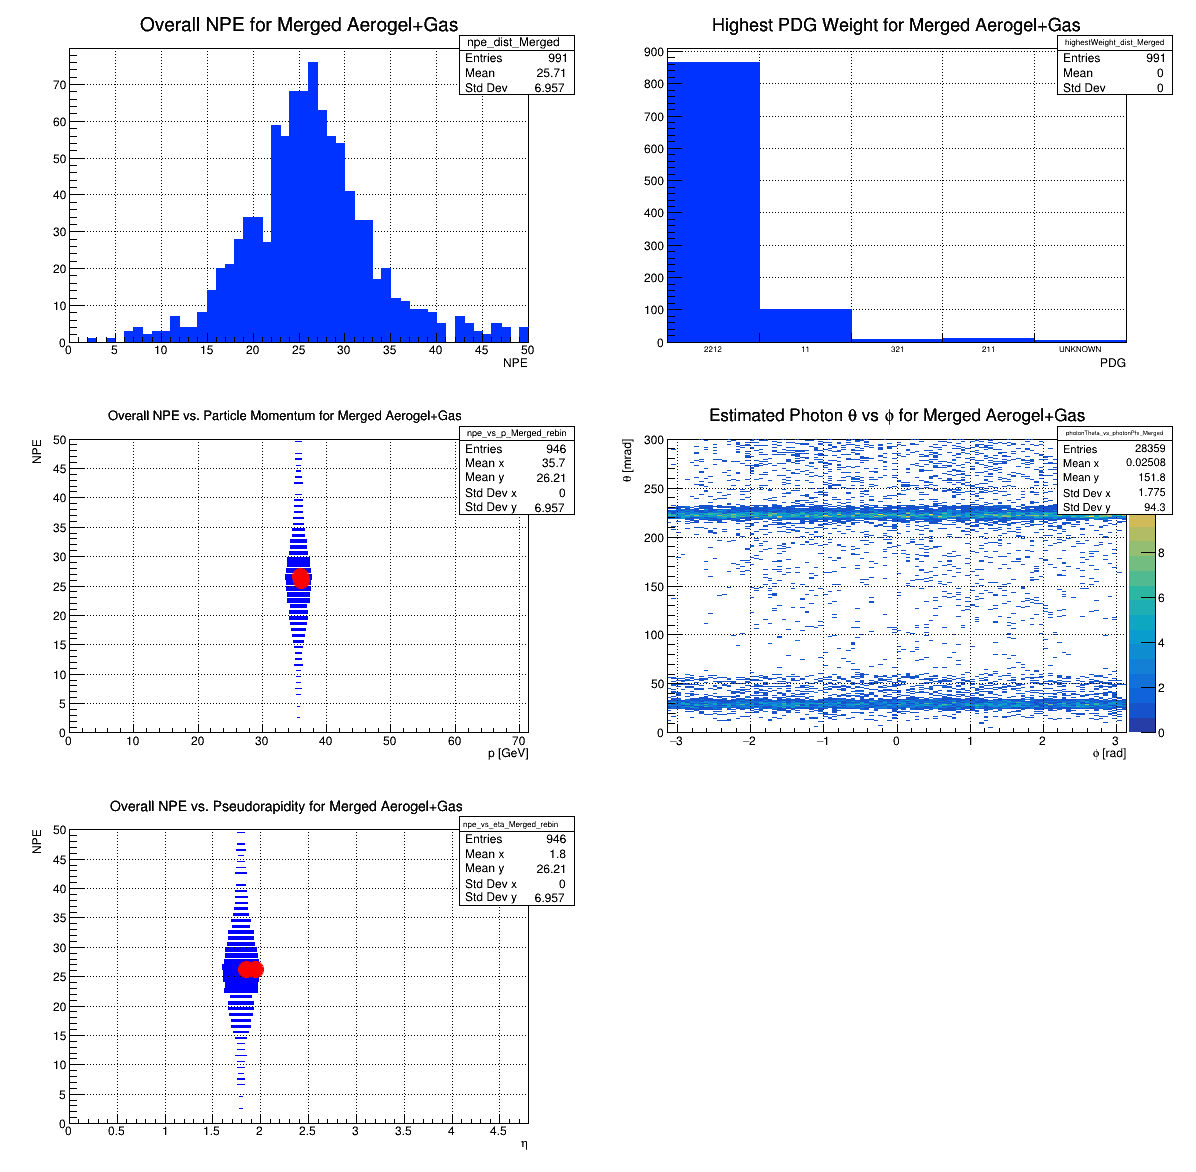 Overall NPE for Merged Aerogel+Gas
npe_dist_Merged
Entries 991
Mean 25.71
Std Dev 6.957
70
60
50
40
30
20
10
0
0 5 10 15 20 25 30 35 40 45 50
NPE
Highest PDG Weight for Merged Aerogel+Gas
highestWeight_dist_Merged
Entries 991
Mean 0
Std Dev 0
900
800
700
600
500
400
300
200
100
0
2212 11 321 211 UNKNOWN
PDG
Overall NPE vs. Particle Momentum for Merged Aerogel+Gas
npe_vs_p_Merged_rebin
Entries 946
Mean x 35.7
Mean y 26.21
Std Dev x 0
Std Dev y 6.957
NPE
50
45
40
35
30
25
20
15
10
5
0
0 10 20 30 40 50 60 70
p [GeV]
Estimated Photon θ vs ϕ for Merged Aerogel+Gas
photonTheta_vs_photonPhi_Merged
Entries 28359
Mean x 0.02508
Mean y 151.8
Std Dev x 1.775
Std Dev y 94.3
θ [mrad]
300
250
200
150
100
50
0
−3 −2 −1 0 1 2 3
ϕ [rad]
8
6
4
2
0
Overall NPE vs. Pseudorapidity for Merged Aerogel+Gas
npe_vs_eta_Merged_rebin
Entries 946
Mean x 1.8
Mean y 26.21
Std Dev x 0
Std Dev y 6.957
NPE
50
45
40
35
30
25
20
15
10
5
0
0 0.5 1 1.5 2 2.5 3 3.5 4 4.5
η